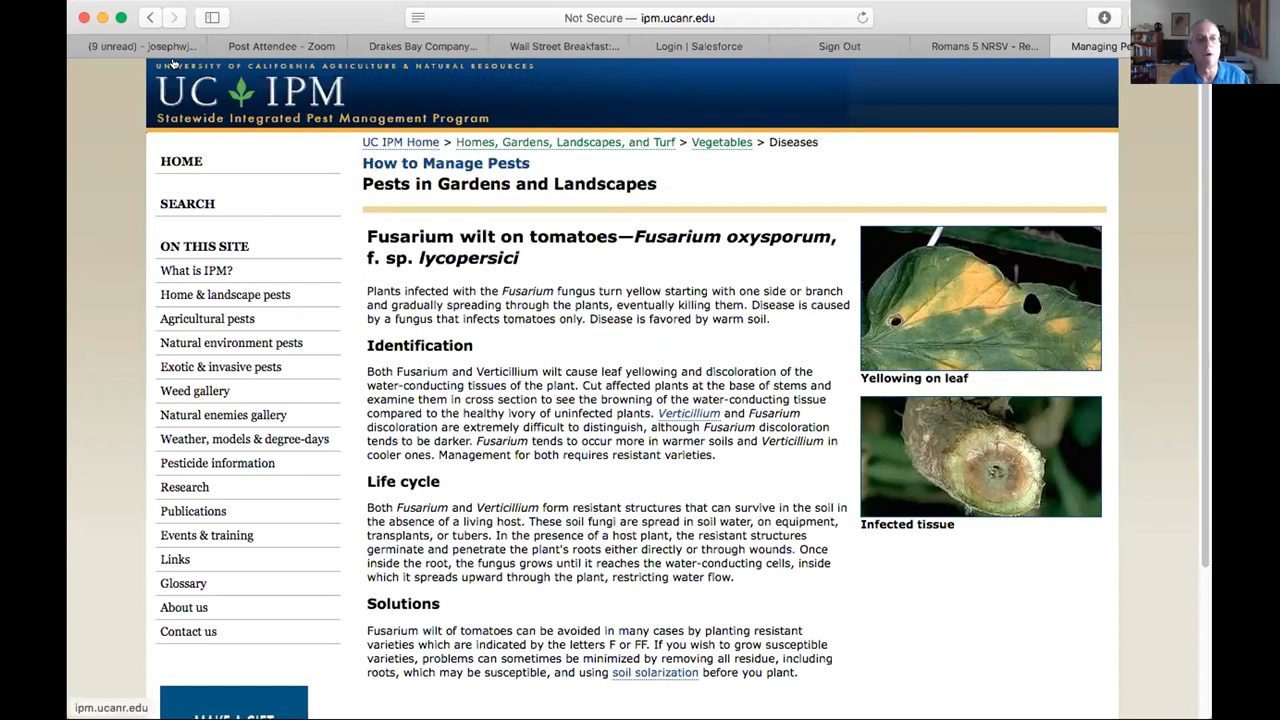 Not Secure — ipm.ucanr.edu
(9 unread) - josephwj... Post Attendee - Zoom Drakes Bay Company... Wall Street Breakfast:... Login | Salesforce Sign Out Romans 5 NRSV - Re... Managing Pe
UNIVERSITY OF CALIFORNIA AGRICULTURE & NATURAL RESOURCES
UC IPM
Statewide Integrated Pest Management Program
HOME
SEARCH
ON THIS SITE
What is IPM?
Home & landscape pests
Agricultural pests
Natural environment pests
Exotic & invasive pests
Weed gallery
Natural enemies gallery
Weather, models & degree-days
Pesticide information
Research
Publications
Events & training
Links
Glossary
About us
Contact us
MAKE A GIFT
UC IPM Home > Homes, Gardens, Landscapes, and Turf > Vegetables > Diseases
How to Manage Pests
Pests in Gardens and Landscapes
Fusarium wilt on tomatoes—Fusarium oxysporum,
f. sp. lycopersici
Plants infected with the Fusarium fungus turn yellow starting with one side or branch
and gradually spreading through the plants, eventually killing them. Disease is caused
by a fungus that infects tomatoes only. Disease is favored by warm soil.
Identification
Both Fusarium and Verticillium wilt cause leaf yellowing and discoloration of the
water-conducting tissues of the plant. Cut affected plants at the base of stems and
examine them in cross section to see the browning of the water-conducting tissue
compared to the healthy ivory of uninfected plants. Verticillium and Fusarium
discoloration are extremely difficult to distinguish, although Fusarium discoloration
tends to be darker. Fusarium tends to occur more in warmer soils and Verticillium in
cooler ones. Management for both requires resistant varieties.
Life cycle
Both Fusarium and Verticillium form resistant structures that can survive in the soil in
the absence of a living host. These soil fungi are spread in soil water, on equipment,
transplants, or tubers. In the presence of a host plant, the resistant structures
germinate and penetrate the plant's roots either directly or through wounds. Once
inside the root, the fungus grows until it reaches the water-conducting cells, inside
which it spreads upward through the plant, restricting water flow.
Solutions
Fusarium wilt of tomatoes can be avoided in many cases by planting resistant
varieties which are indicated by the letters F or FF. If you wish to grow susceptible
varieties, problems can sometimes be minimized by removing all residue, including
roots, which may be susceptible, and using soil solarization before you plant.
Yellowing on leaf
Infected tissue
ipm.ucanr.edu